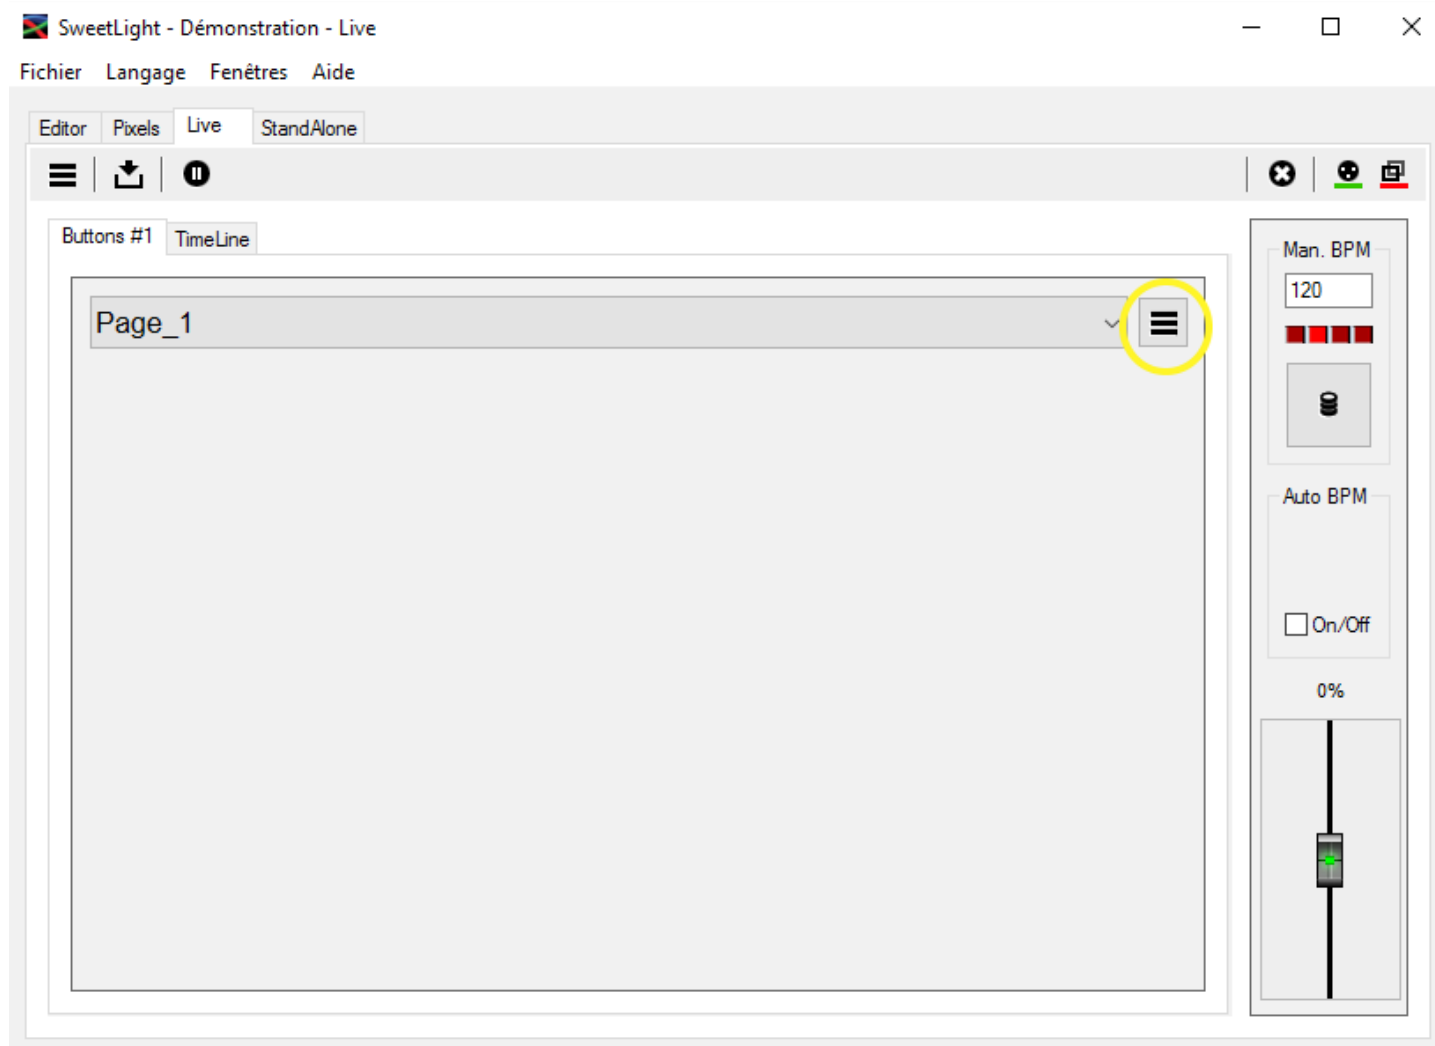 SweetLight - Démonstration - Live
Fichier Langage Fenêtres Aide
Editor Pixels Live StandAlone
Buttons #1 TimeLine
Page_1
Man. BPM
120
Auto BPM
On/Off
0%